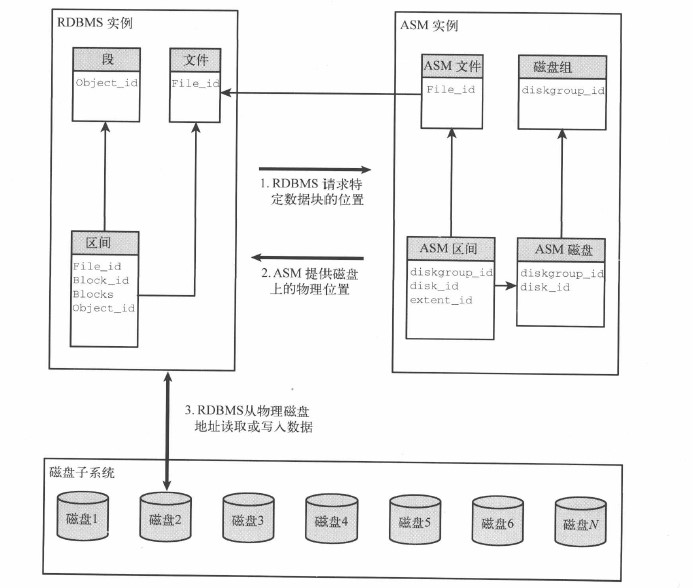 RDBMS 实例
段
Object_id
文件
File_id
区间
File_id
Block_id
Blocks
Object_id
ASM 实例
ASM 文件
File_id
磁盘组
diskgroup_id
ASM 区间
diskgroup_id
disk_id
extent_id
ASM 磁盘
diskgroup_id
disk_id
1. RDBMS 请求特
定数据块的位置
2. ASM 提供磁盘
上的物理位置
3. RDBMS从物理磁盘
地址读取或写入数据
磁盘子系统
磁盘1
磁盘2
磁盘3
磁盘4
磁盘5
磁盘6
磁盘N